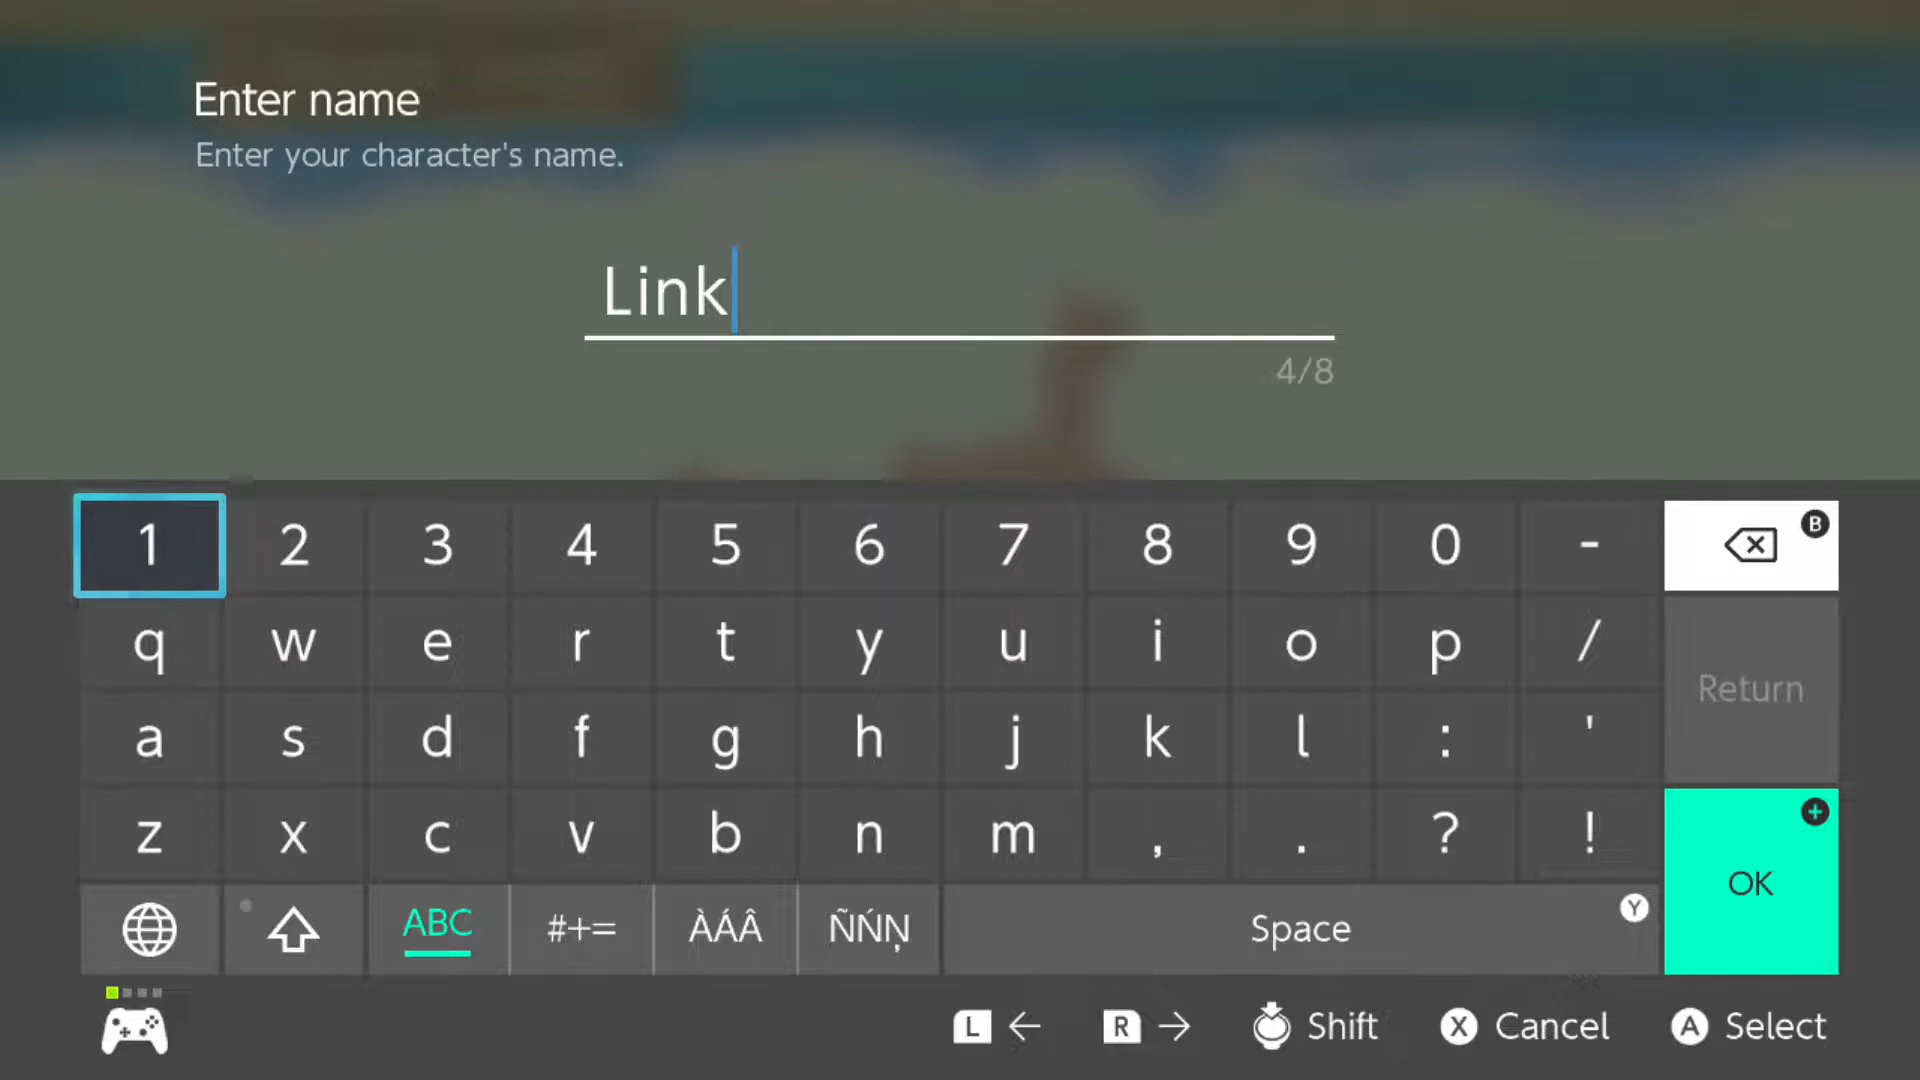 Enter name
Enter your character's name.
Link
4/8
1 2 3 4 5 6 7 8 9 0 - B
q w e r t y u i o p /
Return
a s d f g h j k l : '
z x c v b n m , . ? !
+
OK
ABC #+= ÀÁÂ ÑŃŅ Space Y
L ← R → Shift X Cancel A Select